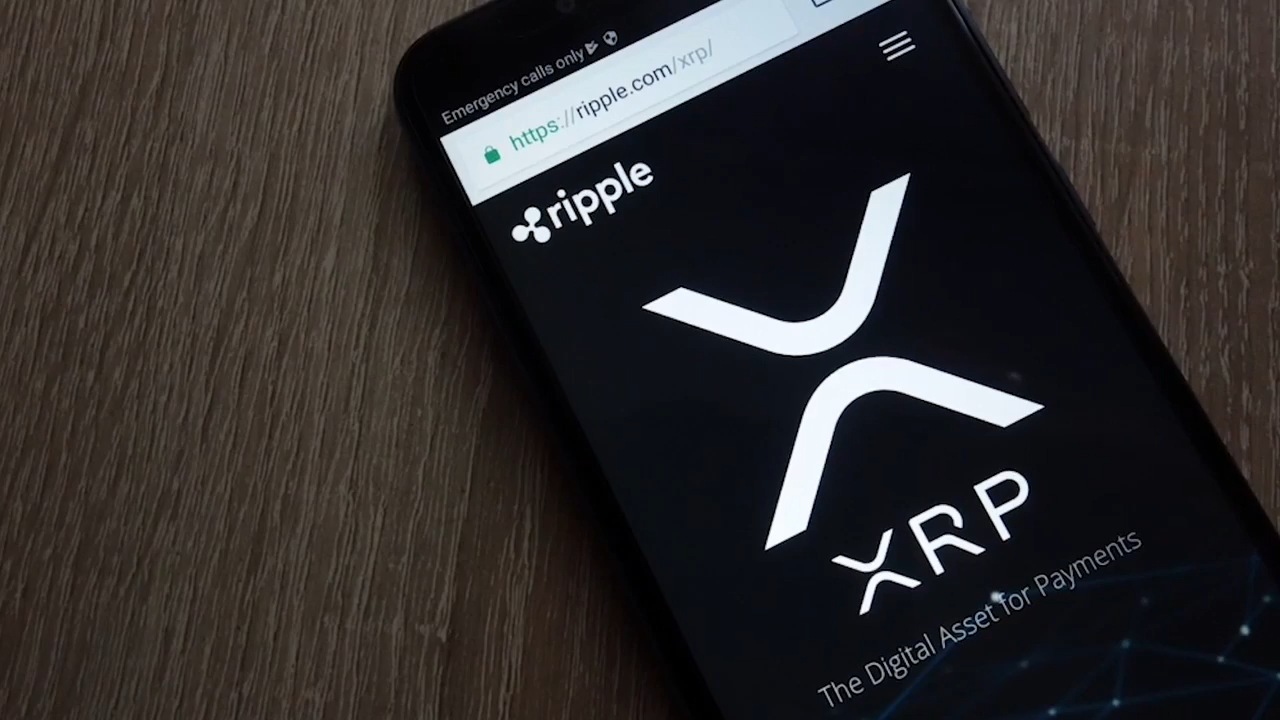 Emergency calls only
https://ripple.com/xrp/
ripple
XRP
The Digital Asset for Payments